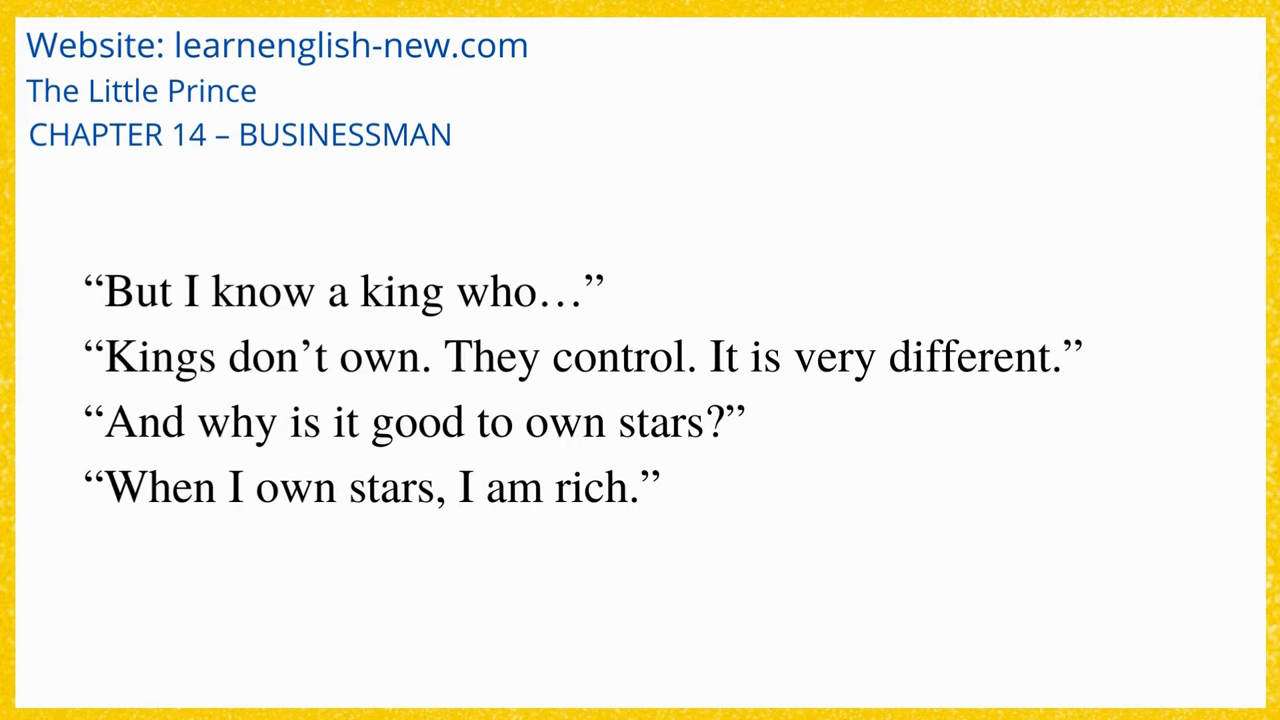 Website: learnenglish-new.com
The Little Prince
CHAPTER 14 – BUSINESSMAN
“But I know a king who…”
“Kings don’t own. They control. It is very different.”
“And why is it good to own stars?”
“When I own stars, I am rich.”